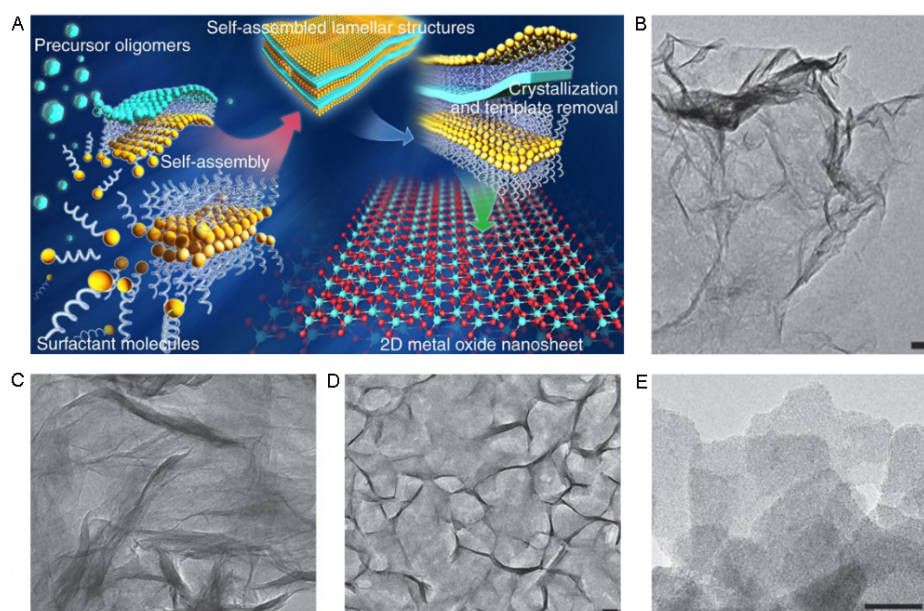 A
Precursor oligomers
Self-assembled lamellar structures
B
Crystallization
and template removal
Self-assembly
Surfactant molecules
2D metal oxide nanosheet
C
D
E